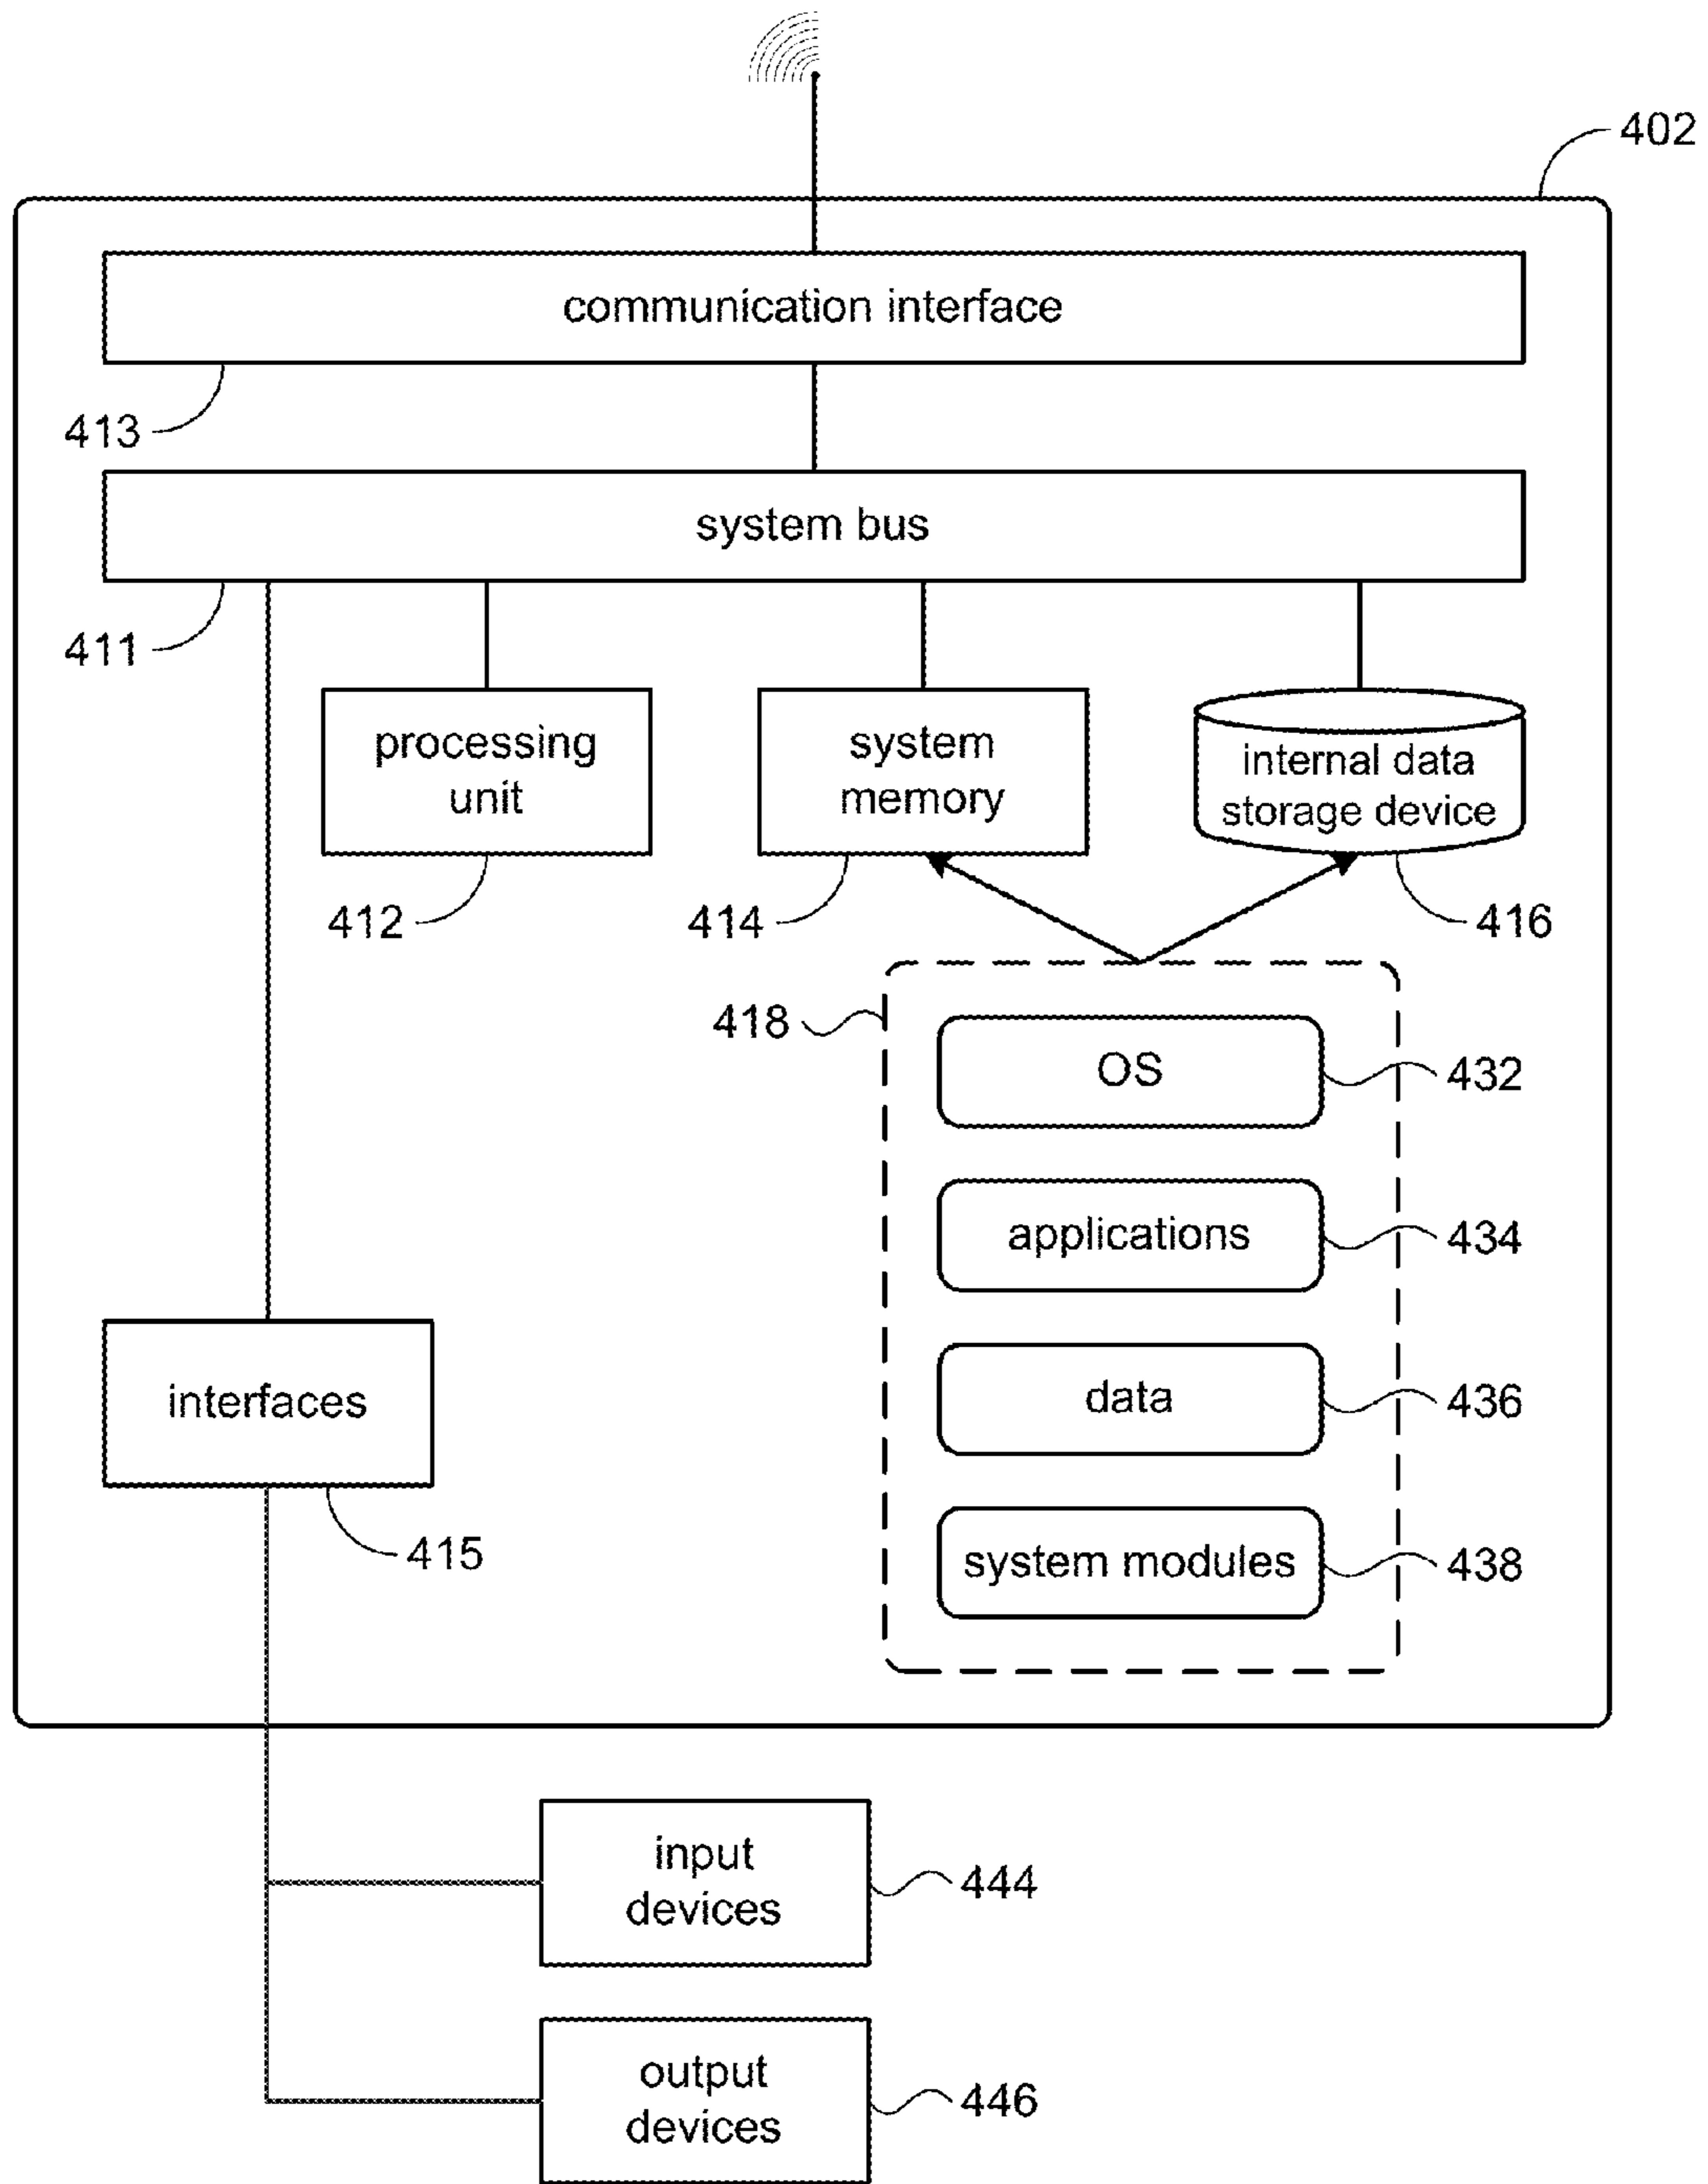 402
communication interface
413
system bus
411
processing
unit
412
system
memory
414
internal data
storage device
416
418
OS
432
applications
434
data
436
system modules
438
interfaces
415
input
devices
444
output
devices
446